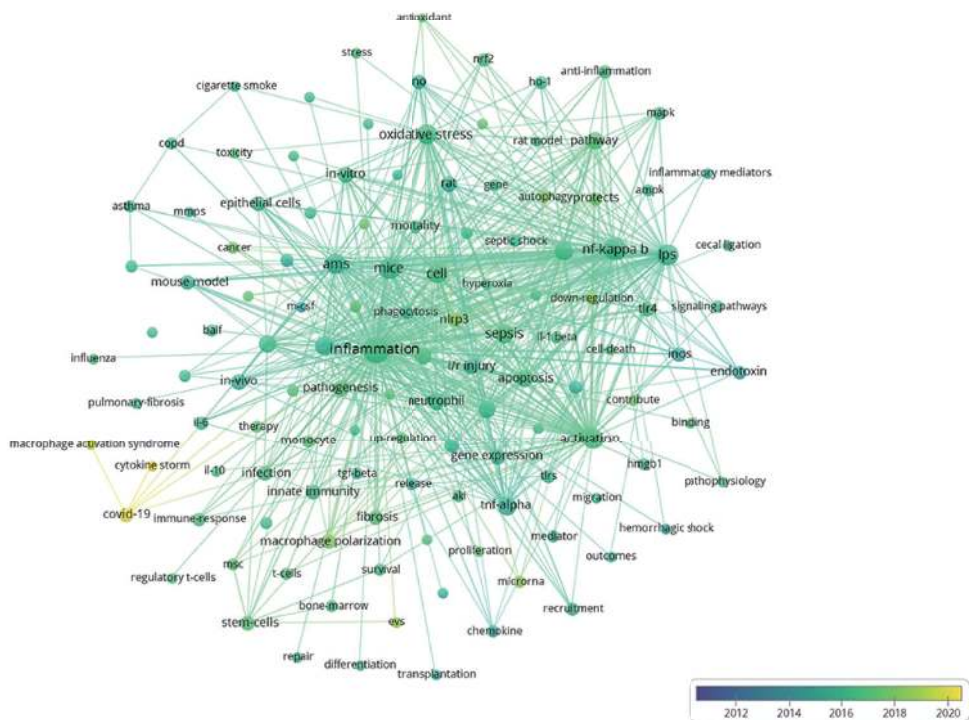 antioxidant
stress
nrf2
no
ho-1
anti-inflammation
cigarette smoke
mapk
oxidative stress
copd
rat model
pathway
toxicity
in-vitro
rat
gene
inflammatory mediators
autophagy
protects
ampk
asthma
mmps
epithelial cells
mortality
septic shock
cancer
nf-kappa b
lps
cecal ligation
ams
mice
cell
mouse model
hyperoxia
m-csf
phagocytosis
down-regulation
tlr4
signaling pathways
nlrp3
balf
sepsis
il-1 beta
inflammation
cell-death
inos
influenza
i/r injury
endotoxin
in-vivo
pathogenesis
apoptosis
pulmonary-fibrosis
neutrophil
contribute
il-6
therapy
binding
macrophage activation syndrome
monocyte
up-regulation
activation
cytokine storm
il-10
infection
tgf-beta
gene expression
tlrs
hmgb1
pathophysiology
innate immunity
release
akt
migration
covid-19
immune-response
fibrosis
tnf-alpha
hemorrhagic shock
macrophage polarization
mediator
proliferation
outcomes
msc
t-cells
survival
regulatory t-cells
microrna
bone-marrow
recruitment
stem-cells
evs
chemokine
repair
differentiation
transplantation
2012 2014 2016 2018 2020